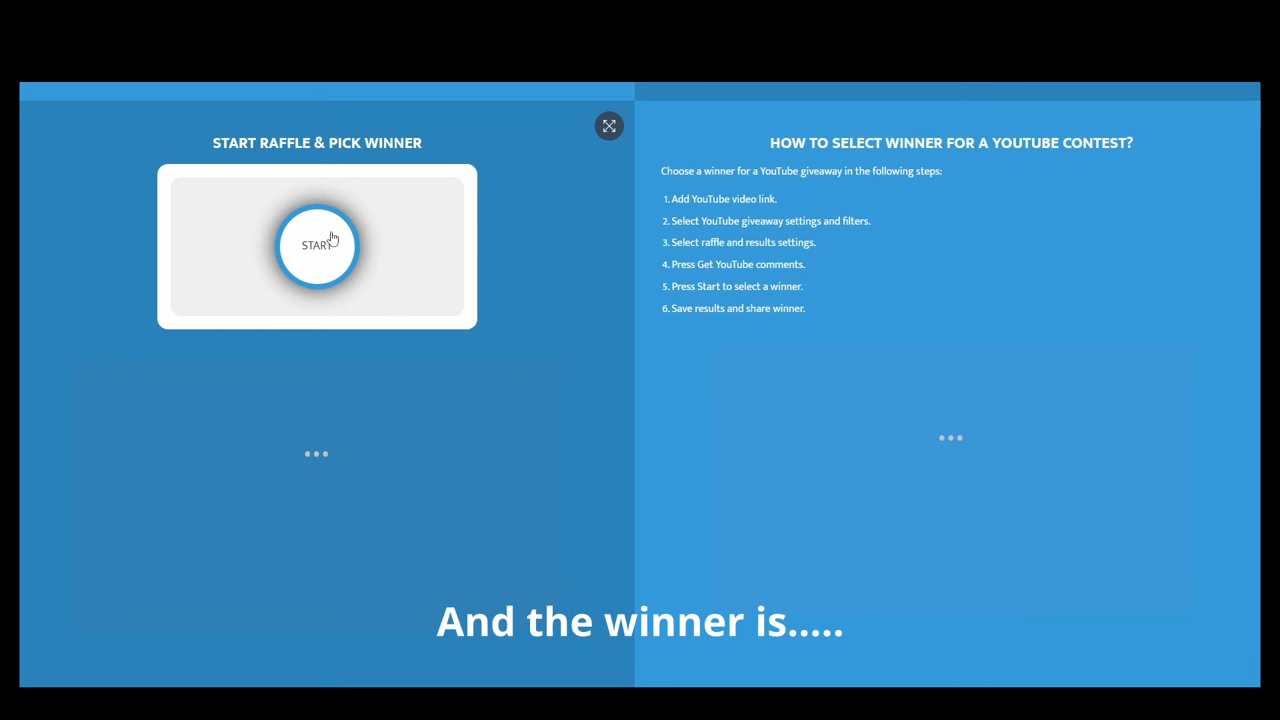 START RAFFLE & PICK WINNER
START
HOW TO SELECT WINNER FOR A YOUTUBE CONTEST?
Choose a winner for a YouTube giveaway in the following steps:
1. Add YouTube video link.
2. Select YouTube giveaway settings and filters.
3. Select raffle and results settings.
4. Press Get YouTube comments.
5. Press Start to select a winner.
6. Save results and share winner.
And the winner is.....